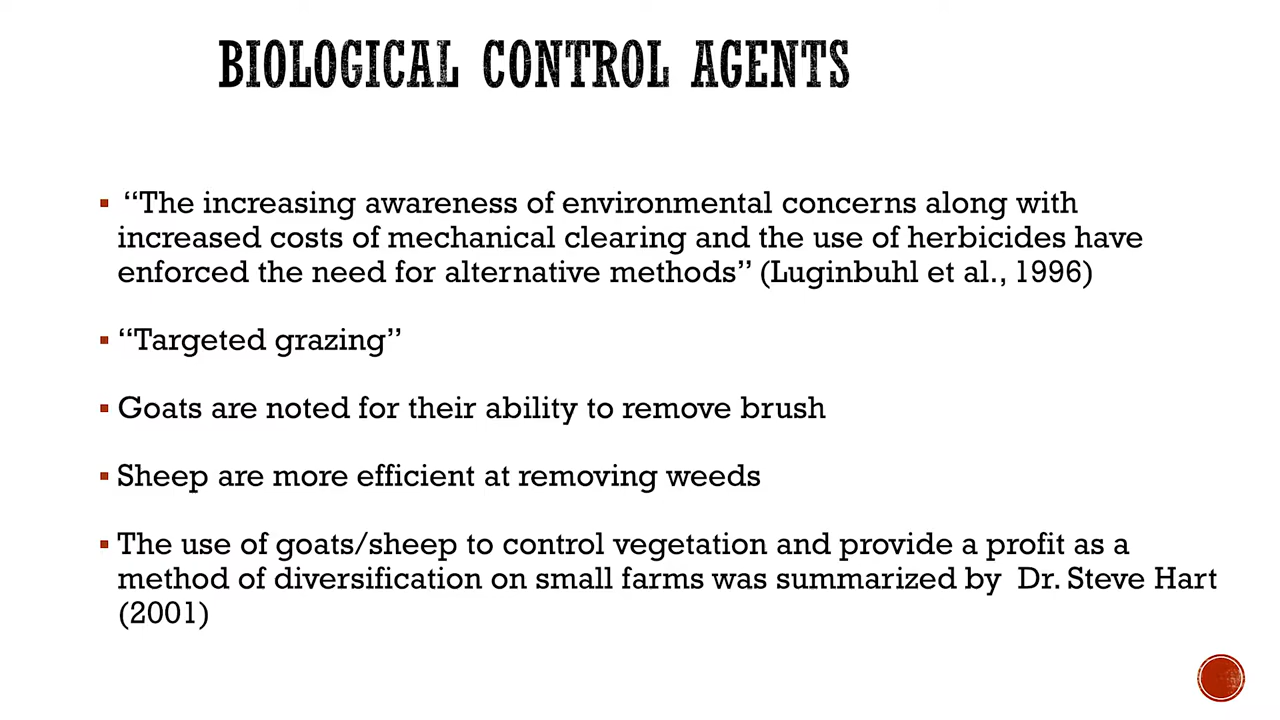 BIOLOGICAL CONTROL AGENTS
▪ “The increasing awareness of environmental concerns along with
increased costs of mechanical clearing and the use of herbicides have
enforced the need for alternative methods” (Luginbuhl et al., 1996)
▪ “Targeted grazing”
▪ Goats are noted for their ability to remove brush
▪ Sheep are more efficient at removing weeds
▪ The use of goats/sheep to control vegetation and provide a profit as a
method of diversification on small farms was summarized by Dr. Steve Hart
(2001)